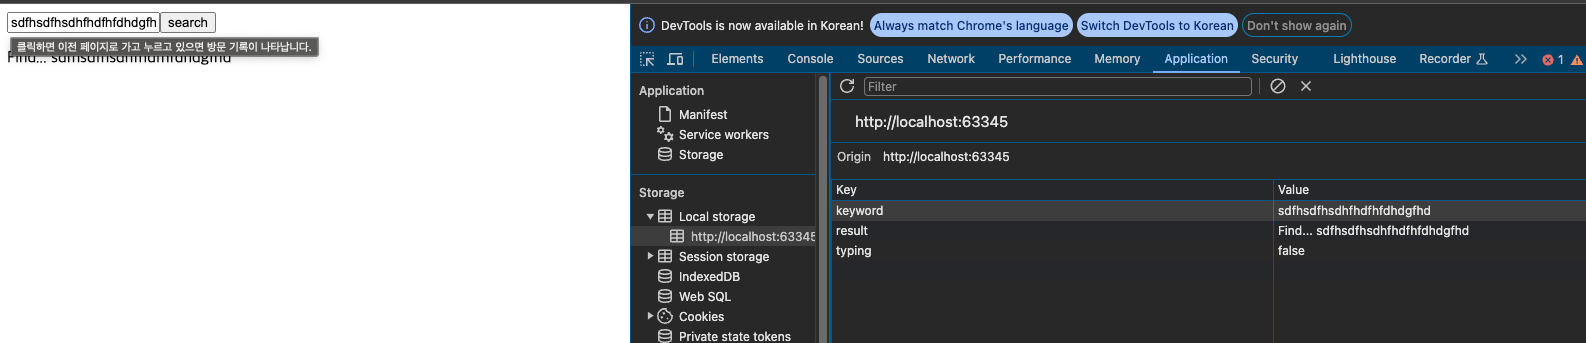 sdfhsdfhsdhfhdfhfdhdgfh search
클릭하면 이전 페이지로 가고 누르고 있으면 방문 기록이 나타납니다.
Find... sdfhsdfhsdhfhdfhfdhdgfhd
DevTools is now available in Korean! Always match Chrome's language Switch DevTools to Korean Don't show again
Elements Console Sources Network Performance Memory Application Security Lighthouse Recorder >> 1
Application
Manifest
Service workers
Storage
Storage
Local storage
http://localhost:63345
Session storage
IndexedDB
Web SQL
Cookies
Private state tokens
Filter
http://localhost:63345
Origin http://localhost:63345
Key Value
keyword sdfhsdfhsdhfhdfhfdhdgfhd
result Find... sdfhsdfhsdhfhdfhfdhdgfhd
typing false